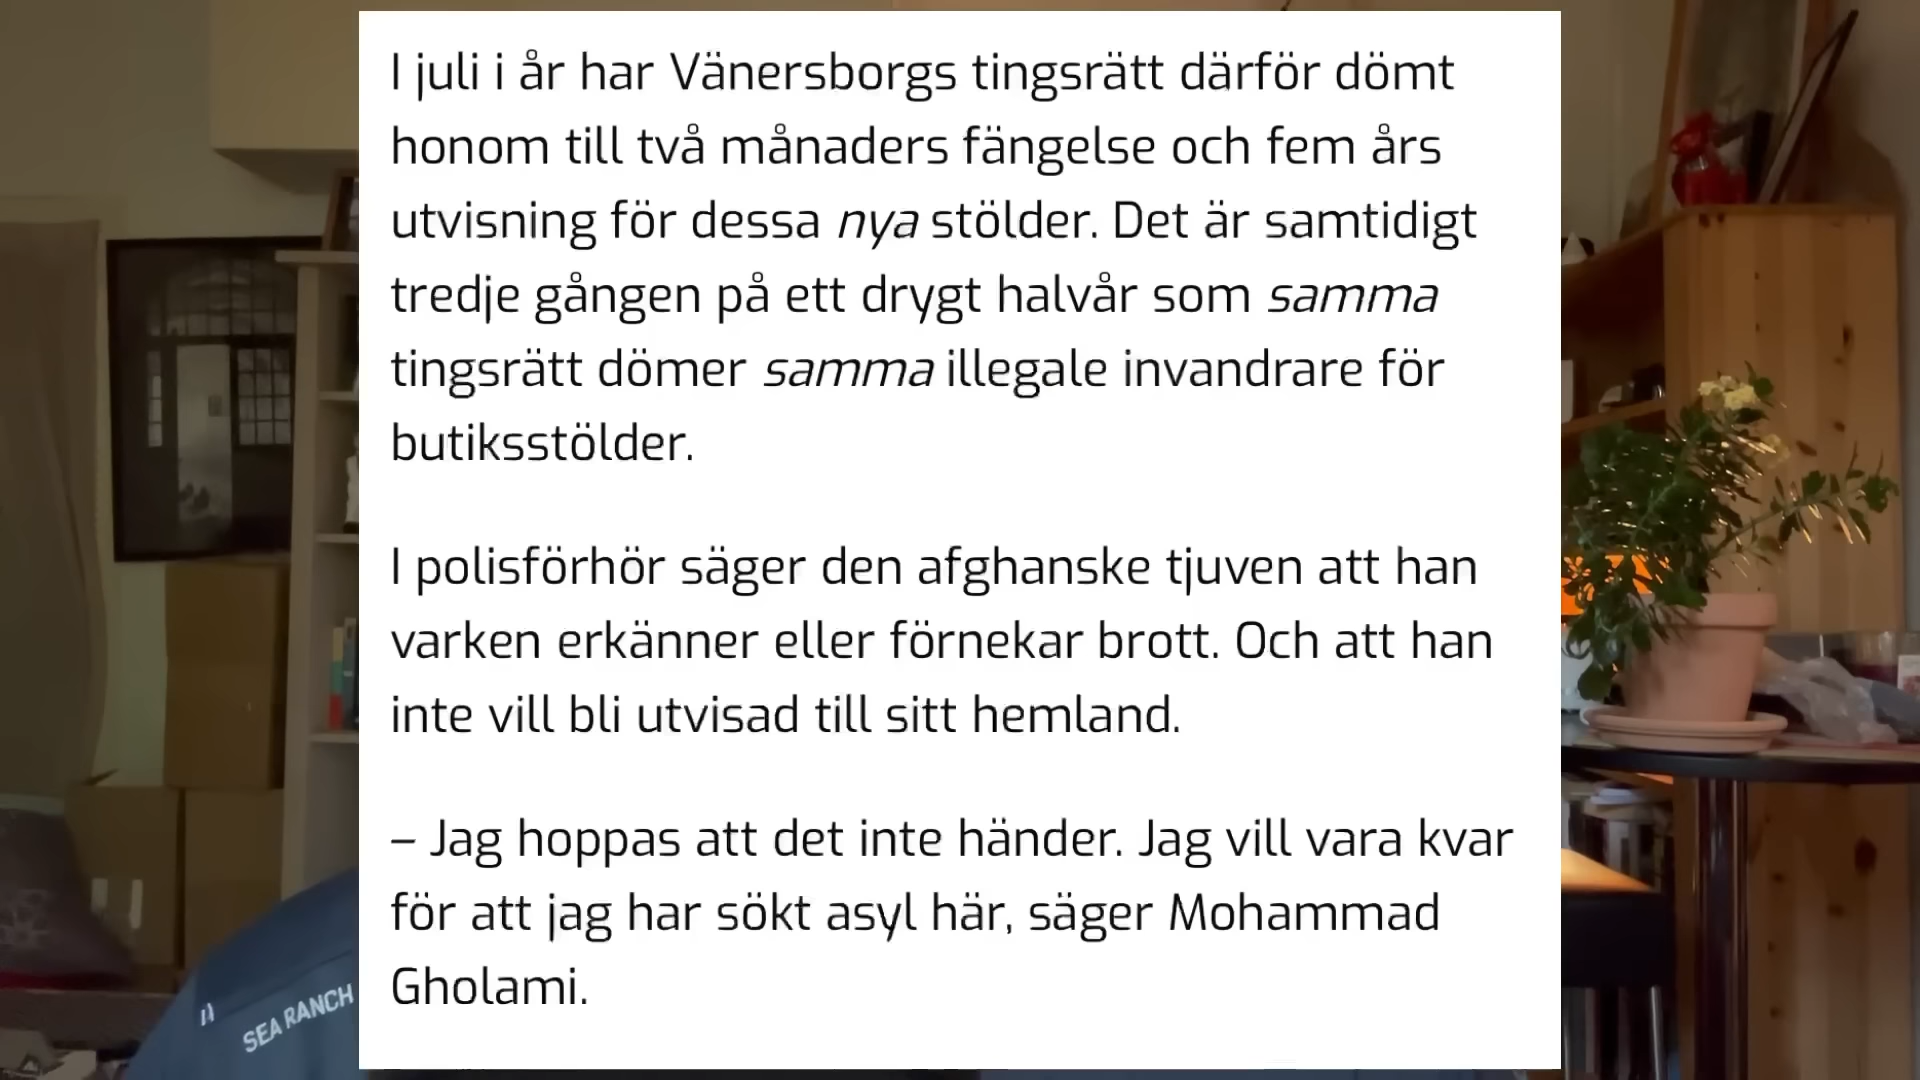 I juli i år har Vänersborgs tingsrätt därför dömt
honom till två månaders fängelse och fem års
utvisning för dessa nya stölder. Det är samtidigt
tredje gången på ett drygt halvår som samma
tingsrätt dömer samma illegale invandrare för
butiksstölder.
I polisförhör säger den afghanske tjuven att han
varken erkänner eller förnekar brott. Och att han
inte vill bli utvisad till sitt hemland.
– Jag hoppas att det inte händer. Jag vill vara kvar
för att jag har sökt asyl här, säger Mohammad
Gholami.
SEA RANCH